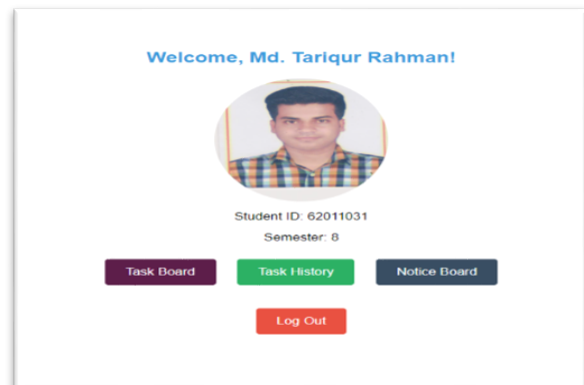 Welcome, Md. Tariqur Rahman!
Student ID: 62011031
Semester: 8
Task Board Task History Notice Board
Log Out